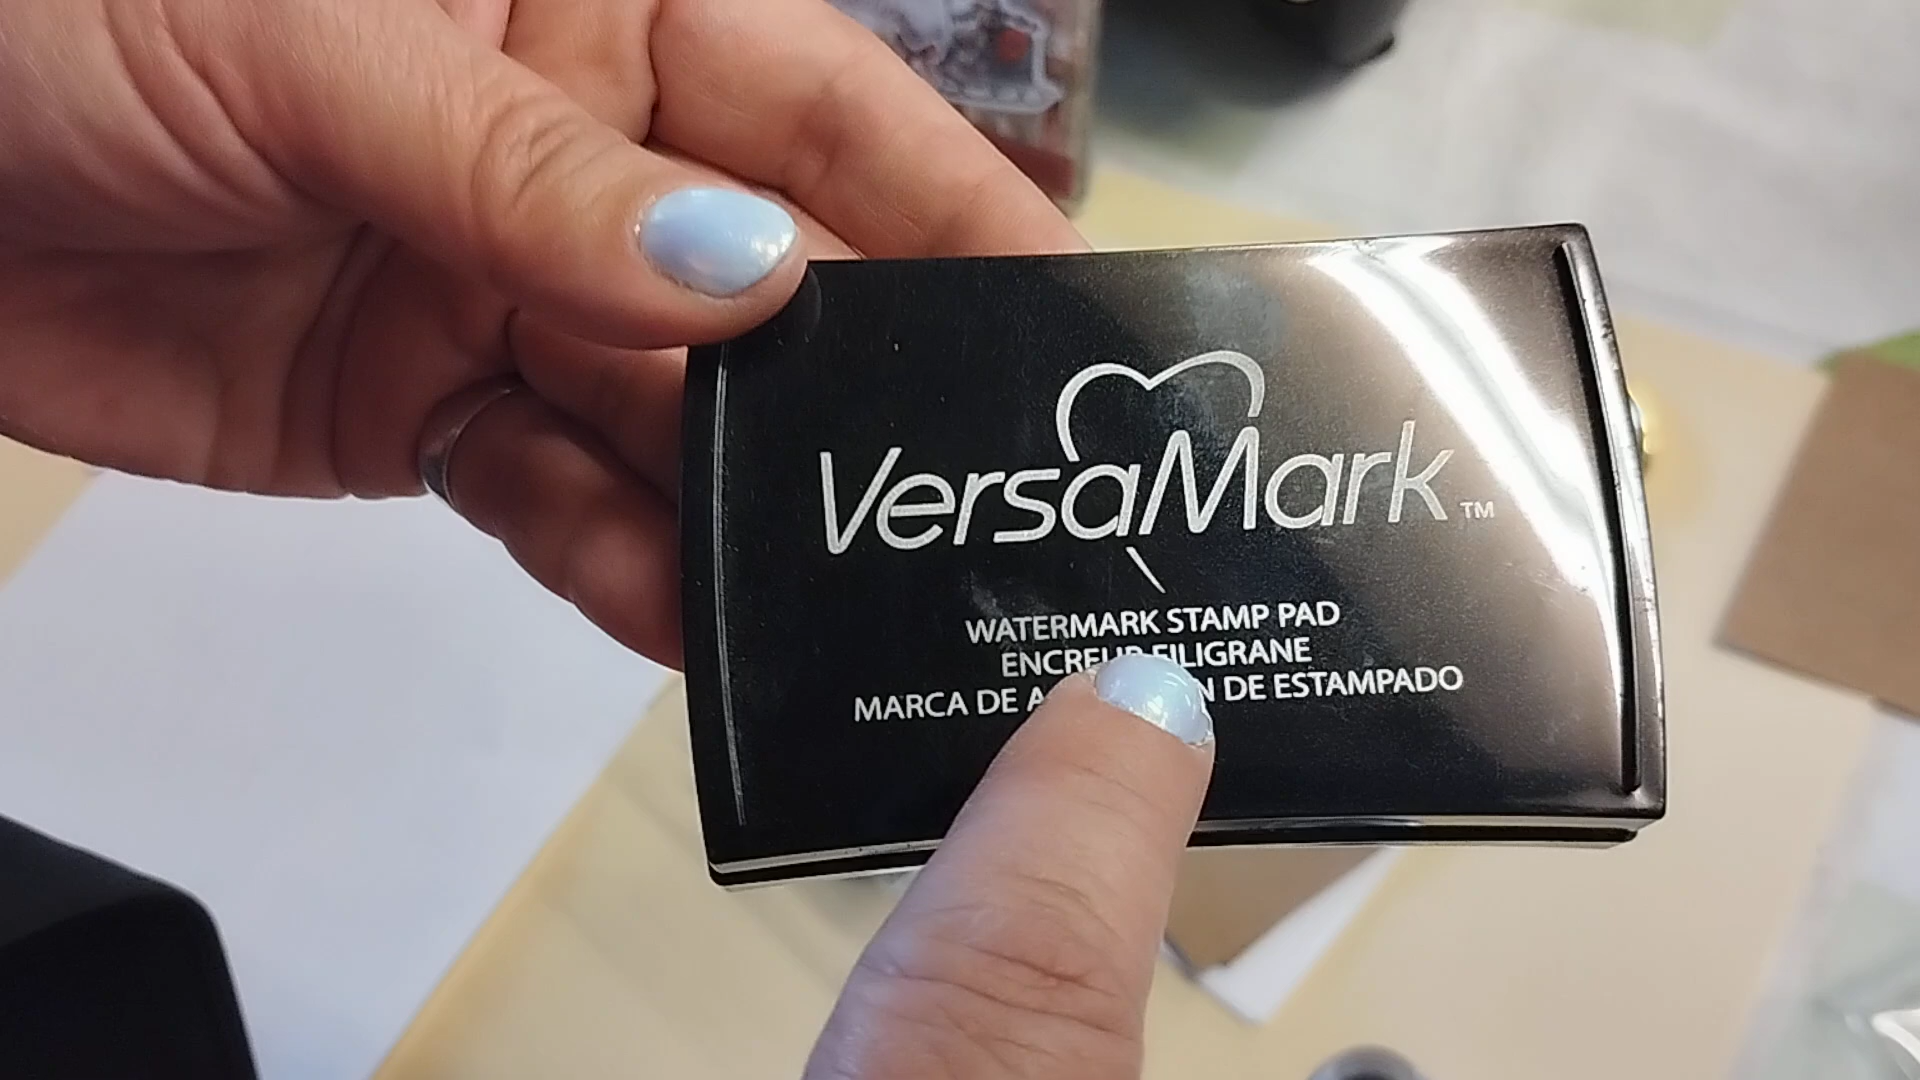 VersaMark™
WATERMARK STAMP PAD
ENCREUR FILIGRANE
MARCA DE DE ESTAMPADO